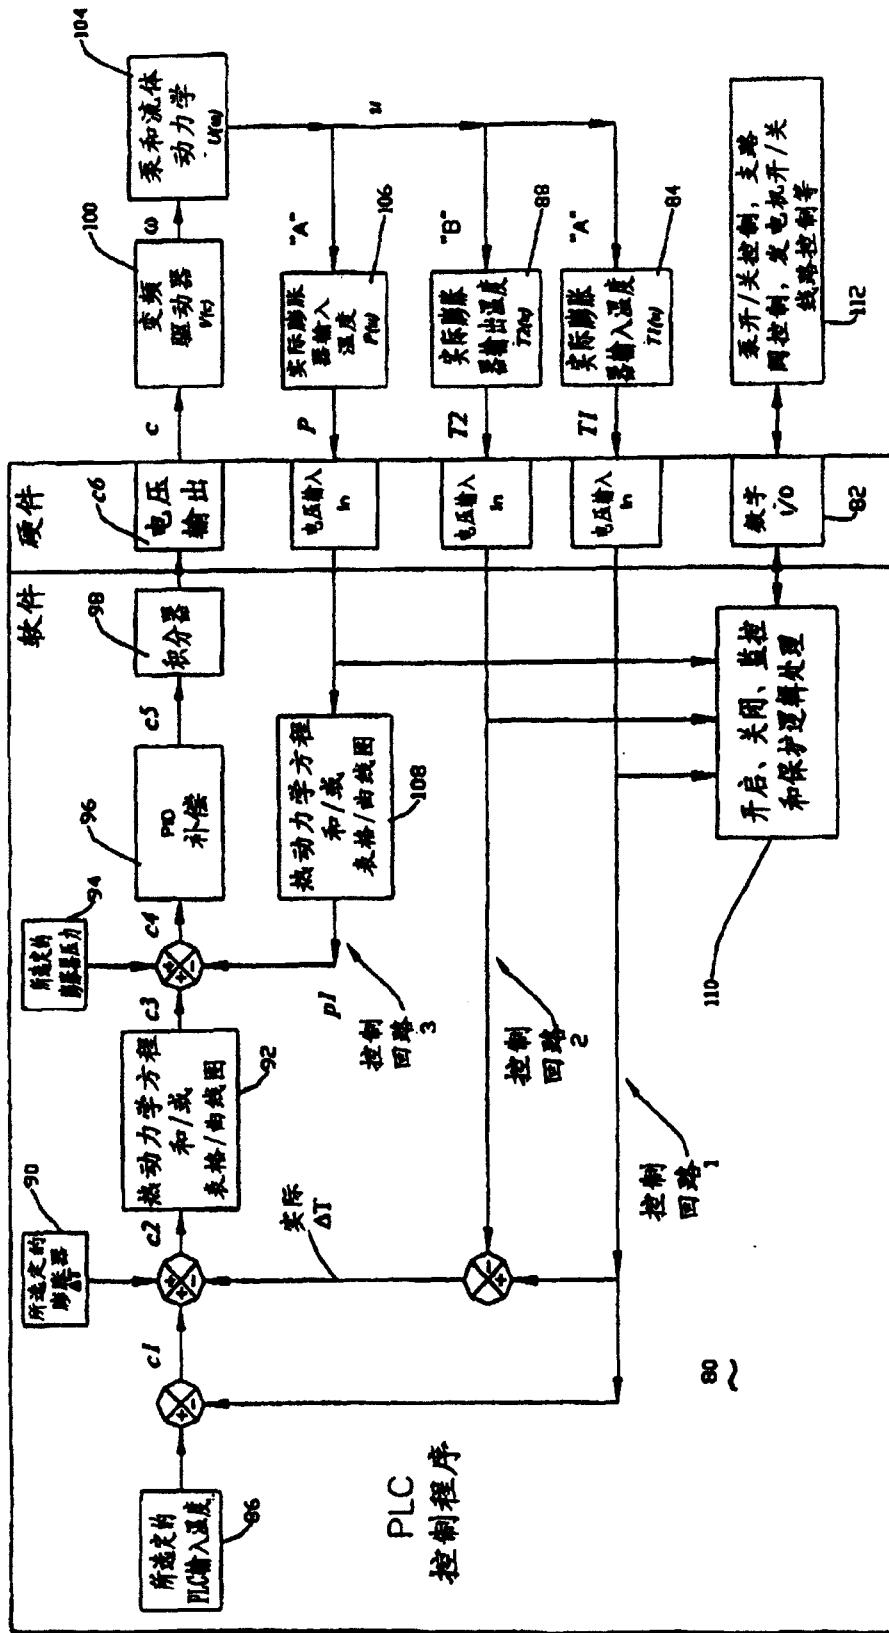 硬件
软件
PLC
控制程序
80
所选定的
PLC输入温度
86
c1
所选定的
膨胀器
ΔT
90
c2
热动力学方程
和/或
表格/曲线图
92
c3
所选定的
膨胀器压力
94
c4
PID
补偿
96
c5
积分器
98
电压
输出
c6
c
变频
驱动器
V(c)
100
ω
泵和流体
动力学
U(ω)
104
u
"A"
实际膨胀
器输入
温度
P(u)
106
P
电压输入
In
热动力学方程
和/或
表格/曲线图
108
p1
控制
回路
3
"B"
实际膨胀
器输出温度
T2(u)
88
T2
电压输入
In
控制
回路
2
"A"
实际膨胀
器输入温度
T1(u)
84
T1
电压输入
In
控制
回路
1
实际
ΔT
泵开/关控制，支路
阀控制，发电机开/关
线路控制等
112
数字
I/O
82
开启、关闭、监控
和保护逻辑处理
110